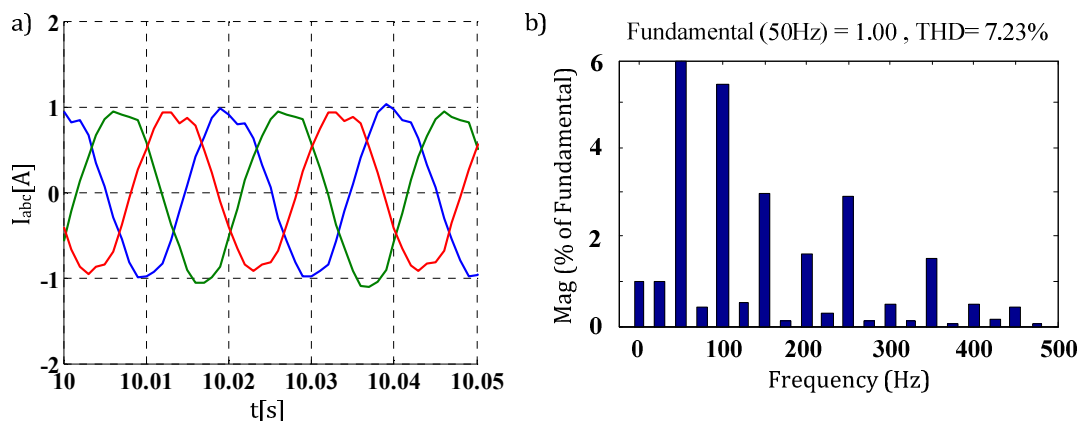 a)
2
1
0
-1
-2
I_abc[A]
10 10.01 10.02 10.03 10.04 10.05
t[s]
b)
Fundamental (50Hz) = 1.00 , THD= 7.23%
6
4
2
0
Mag (% of Fundamental)
0 100 200 300 400 500
Frequency (Hz)